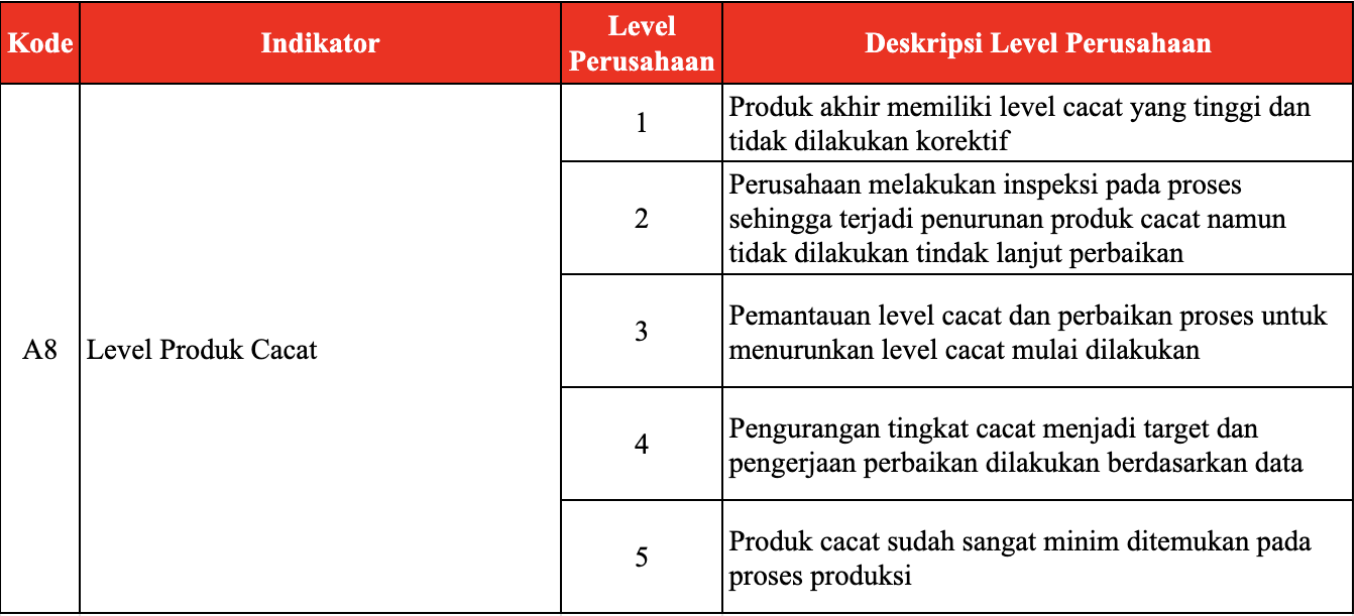 Kode
Indikator
Level
Perusahaan
Deskripsi Level Perusahaan
A8
Level Produk Cacat
1
Produk akhir memiliki level cacat yang tinggi dan
tidak dilakukan korektif
2
Perusahaan melakukan inspeksi pada proses
sehingga terjadi penurunan produk cacat namun
tidak dilakukan tindak lanjut perbaikan
3
Pemantauan level cacat dan perbaikan proses untuk
menurunkan level cacat mulai dilakukan
4
Pengurangan tingkat cacat menjadi target dan
pengerjaan perbaikan dilakukan berdasarkan data
5
Produk cacat sudah sangat minim ditemukan pada
proses produksi